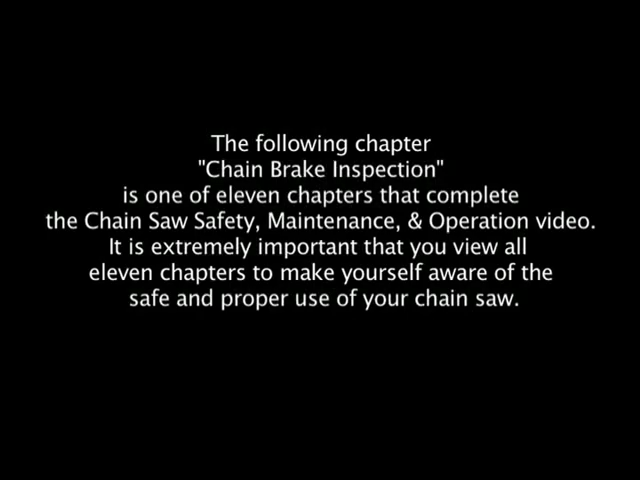 The following chapter
"Chain Brake Inspection"
is one of eleven chapters that complete
the Chain Saw Safety, Maintenance, & Operation video.
It is extremely important that you view all
eleven chapters to make yourself aware of the
safe and proper use of your chain saw.